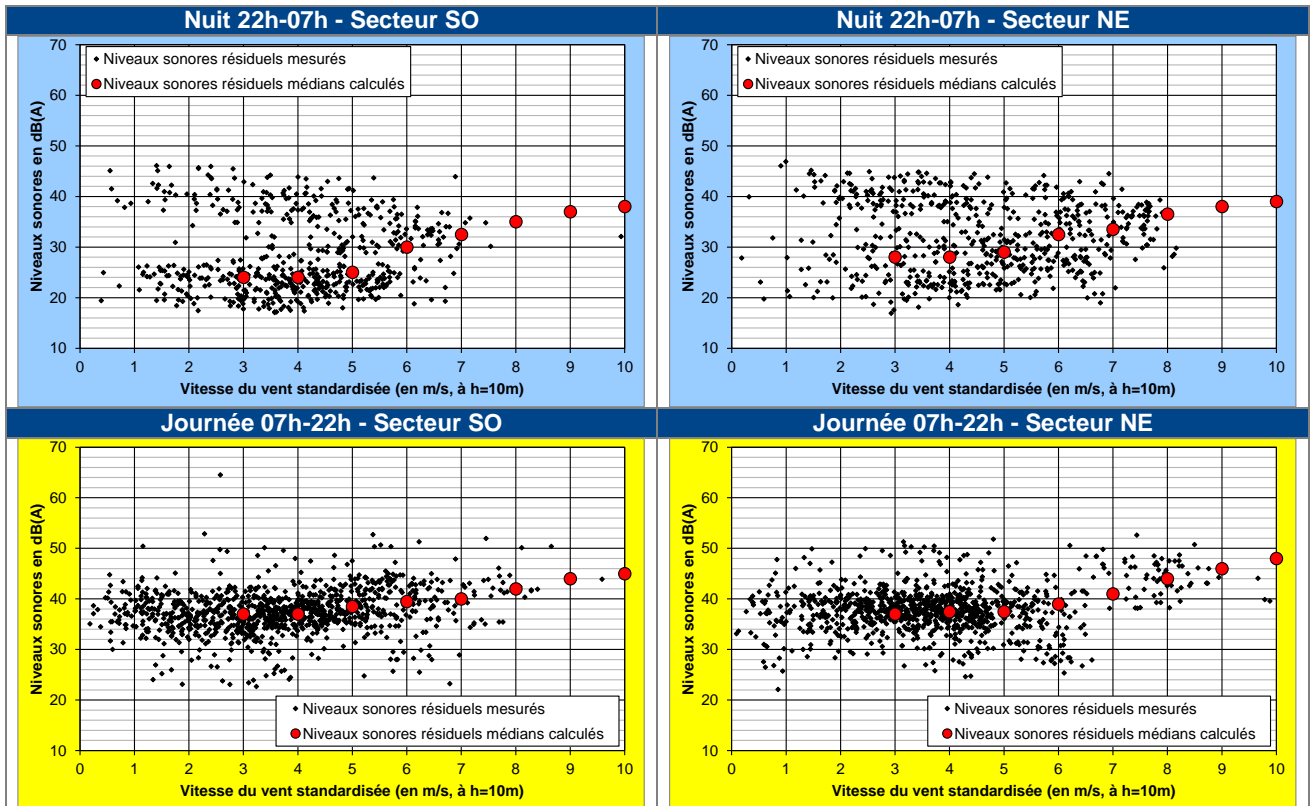 Nuit 22h-07h - Secteur SO
Niveaux sonores en dB(A)
70
60
50
40
30
20
10
Niveaux sonores résiduels mesurés
Niveaux sonores résiduels médians calculés
0 1 2 3 4 5 6 7 8 9 10
Vitesse du vent standardisée (en m/s, à h=10m)
Nuit 22h-07h - Secteur NE
Niveaux sonores en dB(A)
70
60
50
40
30
20
10
Niveaux sonores résiduels mesurés
Niveaux sonores résiduels médians calculés
0 1 2 3 4 5 6 7 8 9 10
Vitesse du vent standardisée (en m/s, à h=10m)
Journée 07h-22h - Secteur SO
Niveaux sonores en dB(A)
70
60
50
40
30
20
10
Niveaux sonores résiduels mesurés
Niveaux sonores résiduels médians calculés
0 1 2 3 4 5 6 7 8 9 10
Vitesse du vent standardisée (en m/s, à h=10m)
Journée 07h-22h - Secteur NE
Niveaux sonores en dB(A)
70
60
50
40
30
20
10
Niveaux sonores résiduels mesurés
Niveaux sonores résiduels médians calculés
0 1 2 3 4 5 6 7 8 9 10
Vitesse du vent standardisée (en m/s, à h=10m)